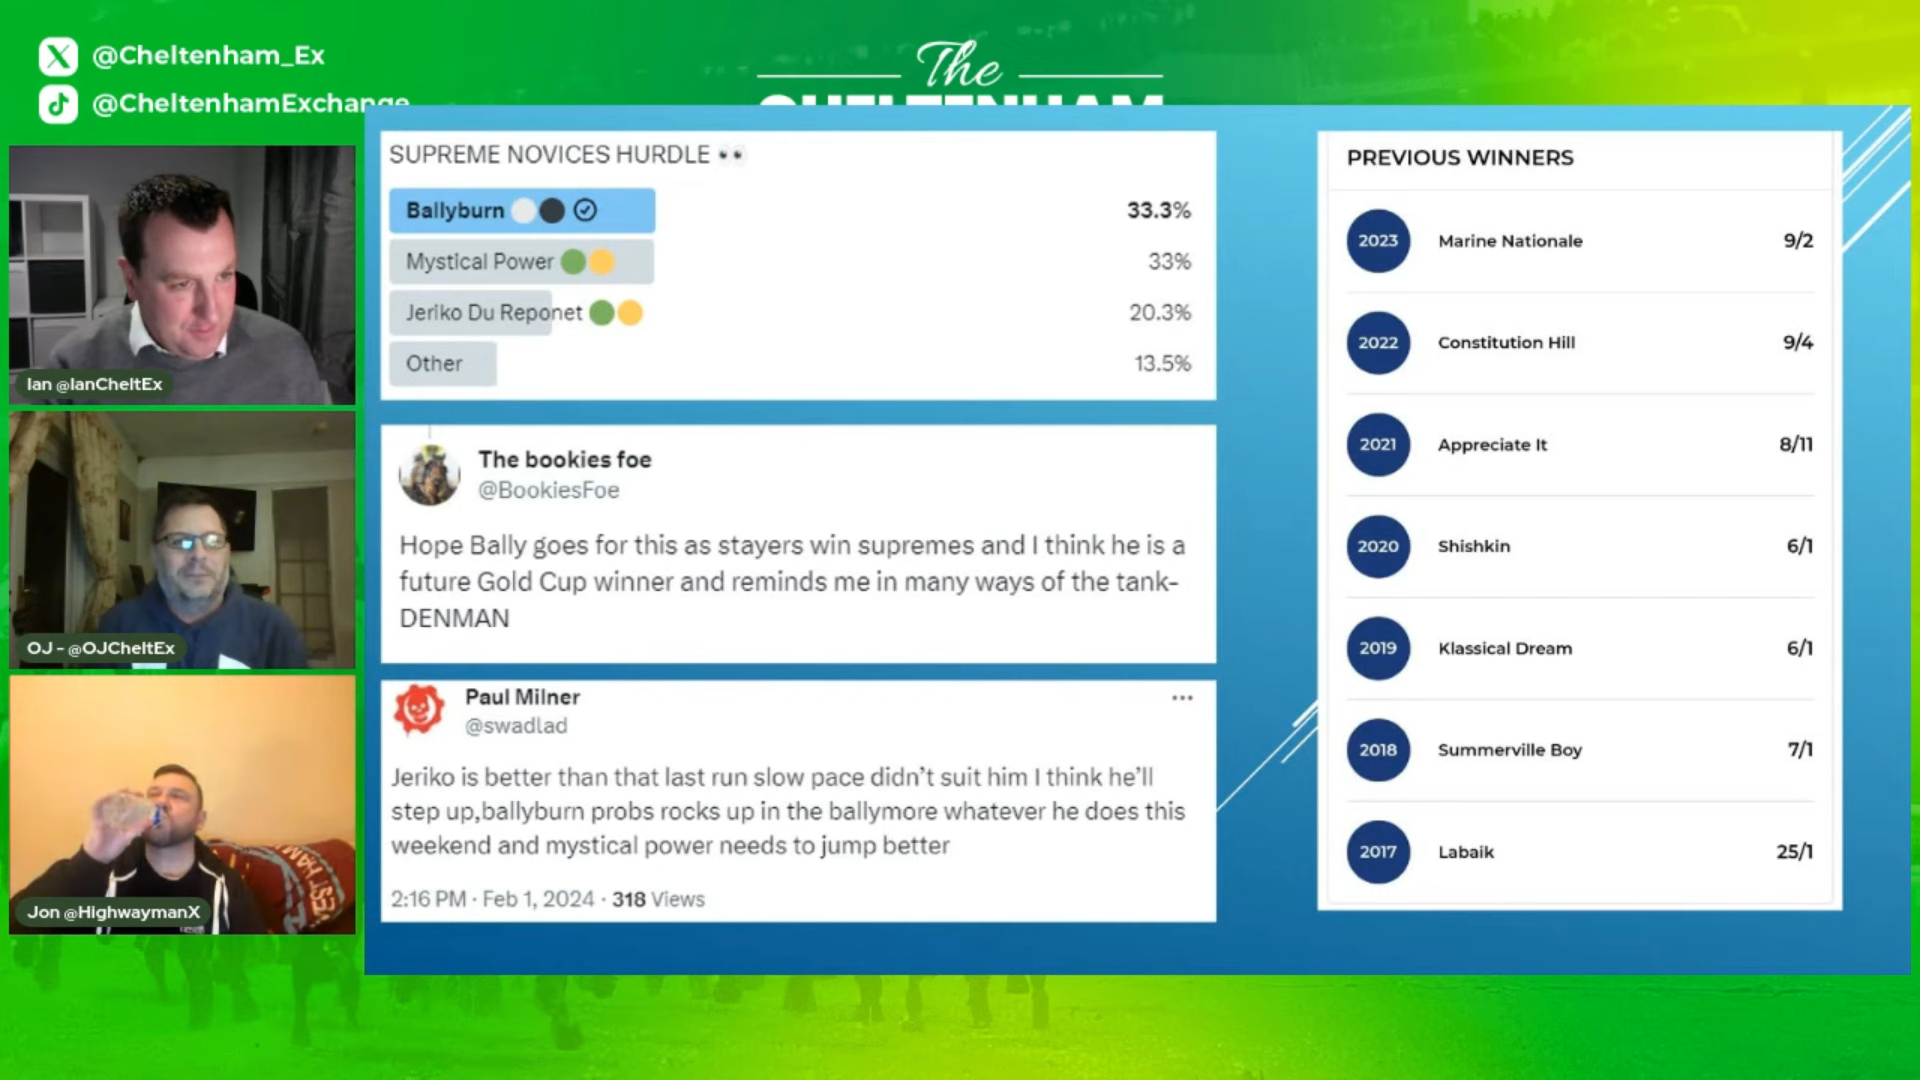 @Cheltenham_Ex
@CheltenhamExchange
The
CHELTENHAM
Ian @IanCheltEx
OJ - @OJCheltEx
WEST HAM
Jon @HighwaymanX
SUPREME NOVICES HURDLE 👀
Ballyburn 33.3%
Mystical Power 33%
Jeriko Du Reponet 20.3%
Other 13.5%
The bookies foe
@BookiesFoe
Hope Bally goes for this as stayers win supremes and I think he is a
future Gold Cup winner and reminds me in many ways of the tank-
DENMAN
Paul Milner
@swadlad
Jeriko is better than that last run slow pace didn't suit him I think he'll
step up,ballyburn probs rocks up in the ballymore whatever he does this
weekend and mystical power needs to jump better
2:16 PM · Feb 1, 2024 · 318 Views
PREVIOUS WINNERS
2023 Marine Nationale 9/2
2022 Constitution Hill 9/4
2021 Appreciate It 8/11
2020 Shishkin 6/1
2019 Klassical Dream 6/1
2018 Summerville Boy 7/1
2017 Labaik 25/1